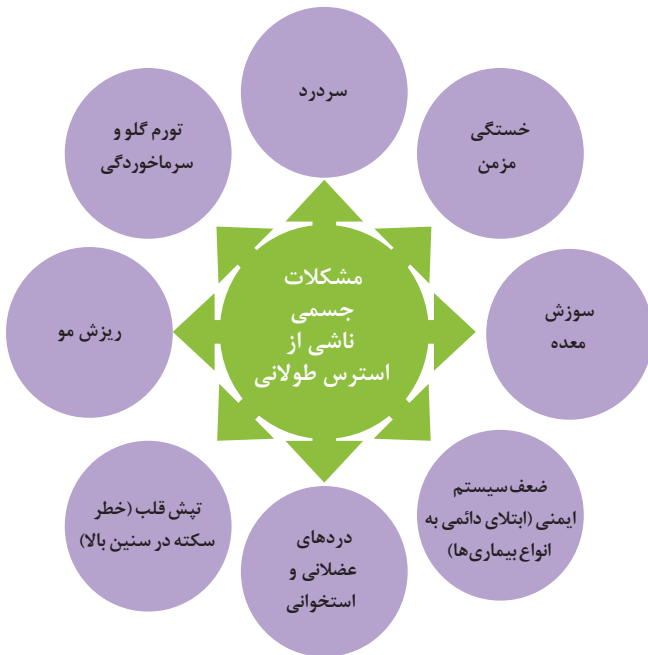 مشکلات
جسمی
ناشی از
استرس طولانی
سردرد
خستگی
مزمن
سوزش
معده
ضعف سیستم
ایمنی (ابتلای دائمی به
انواع بیماری‌ها)
دردهای
عضلانی و
استخوانی
تپش قلب (خطر
سکته در سنین بالا)
ریزش مو
تورم گلو و
سرماخوردگی